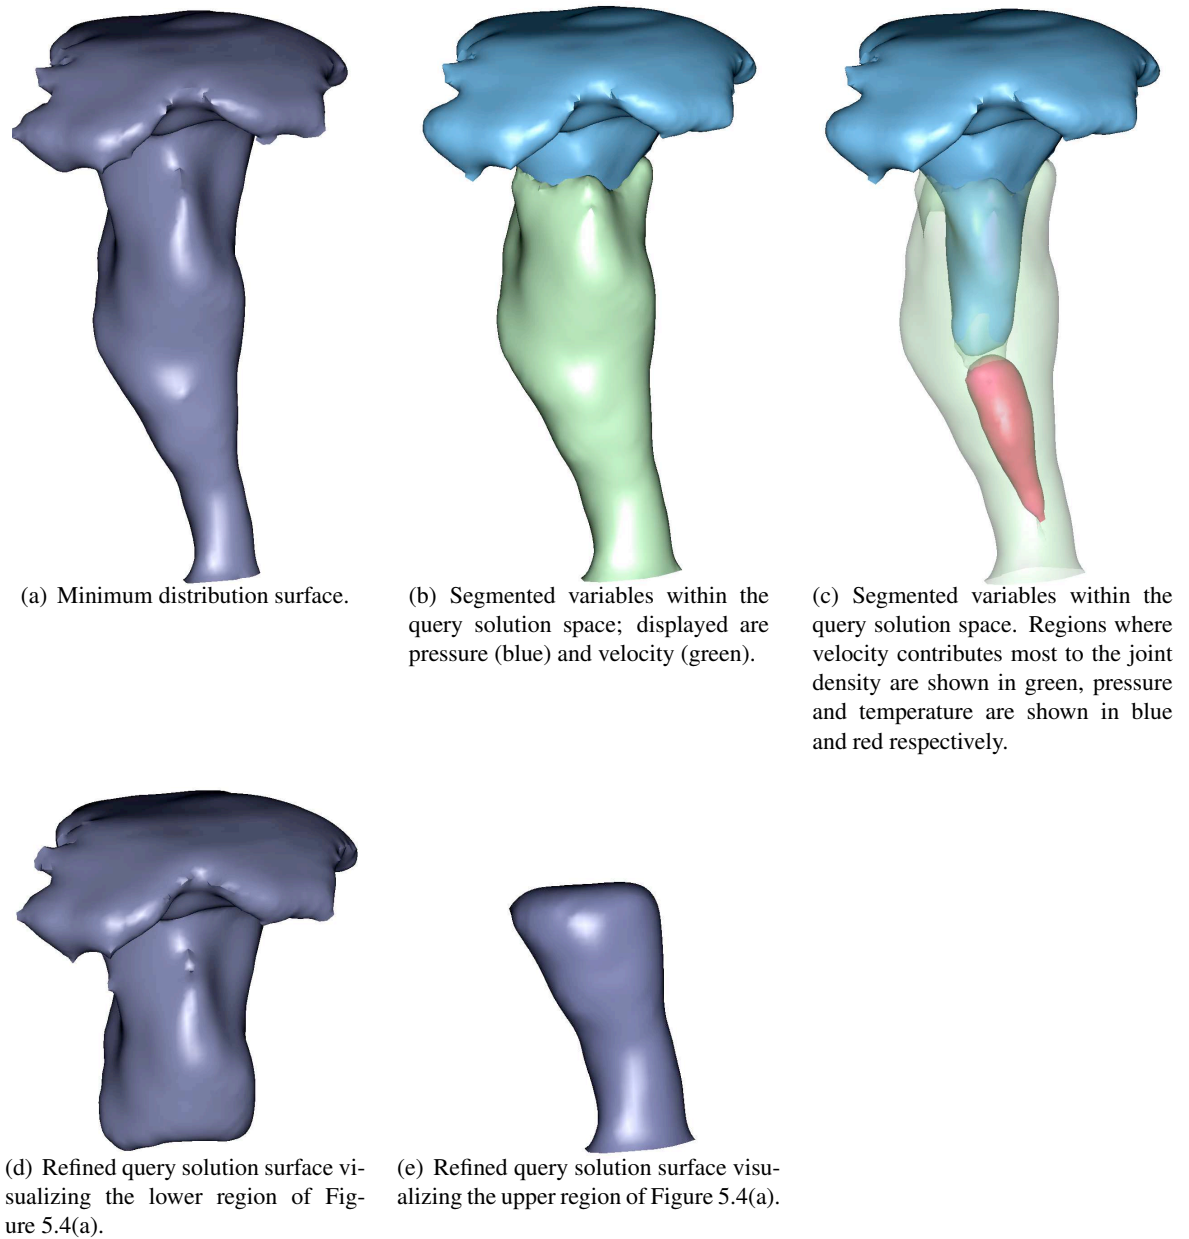 (a) Minimum distribution surface.
(b) Segmented variables within the
query solution space; displayed are
pressure (blue) and velocity (green).
(c) Segmented variables within the
query solution space. Regions where
velocity contributes most to the joint
density are shown in green, pressure
and temperature are shown in blue
and red respectively.
(d) Refined query solution surface vi-
sualizing the lower region of Fig-
ure 5.4(a).
(e) Refined query solution surface visu-
alizing the upper region of Figure 5.4(a).